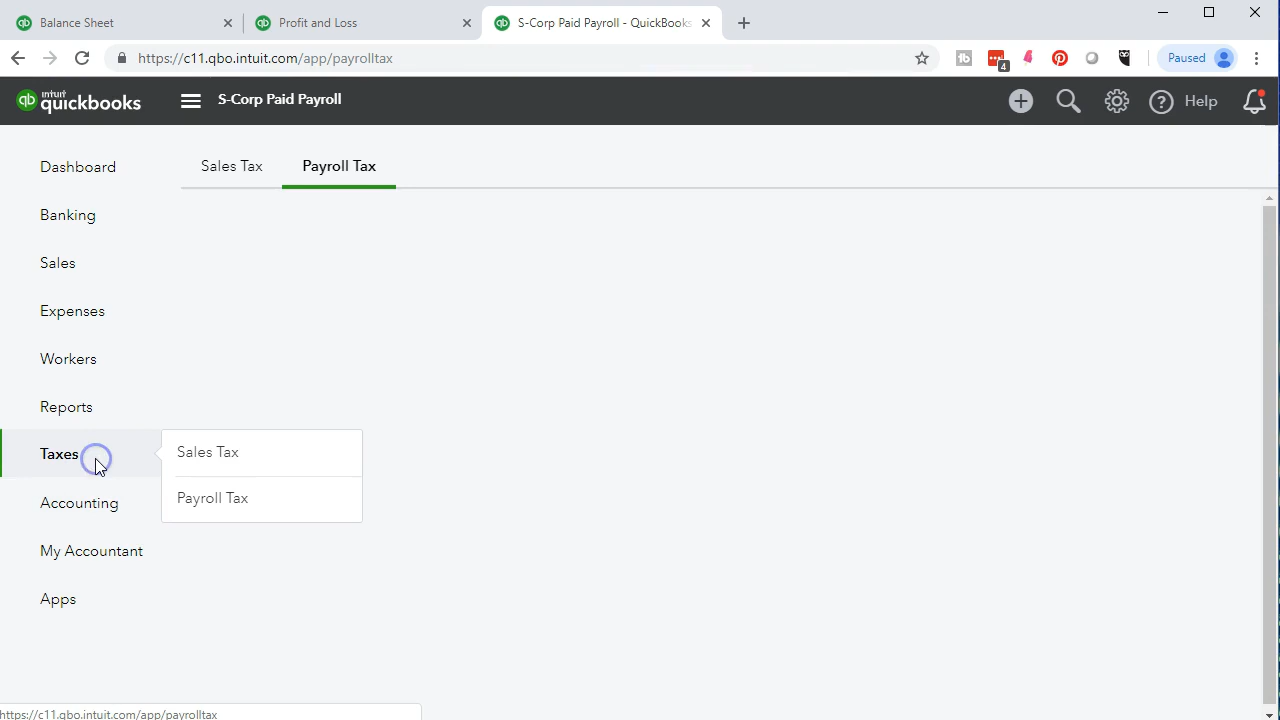 Balance Sheet
Profit and Loss
S-Corp Paid Payroll - QuickBooks
https://c11.qbo.intuit.com/app/payrolltax
4
Paused
qb intuit quickbooks
S-Corp Paid Payroll
Help
Dashboard
Sales Tax
Payroll Tax
Banking
Sales
Expenses
Workers
Reports
Taxes
Sales Tax
Payroll Tax
Accounting
My Accountant
Apps
https://c11.qbo.intuit.com/app/payrolltax